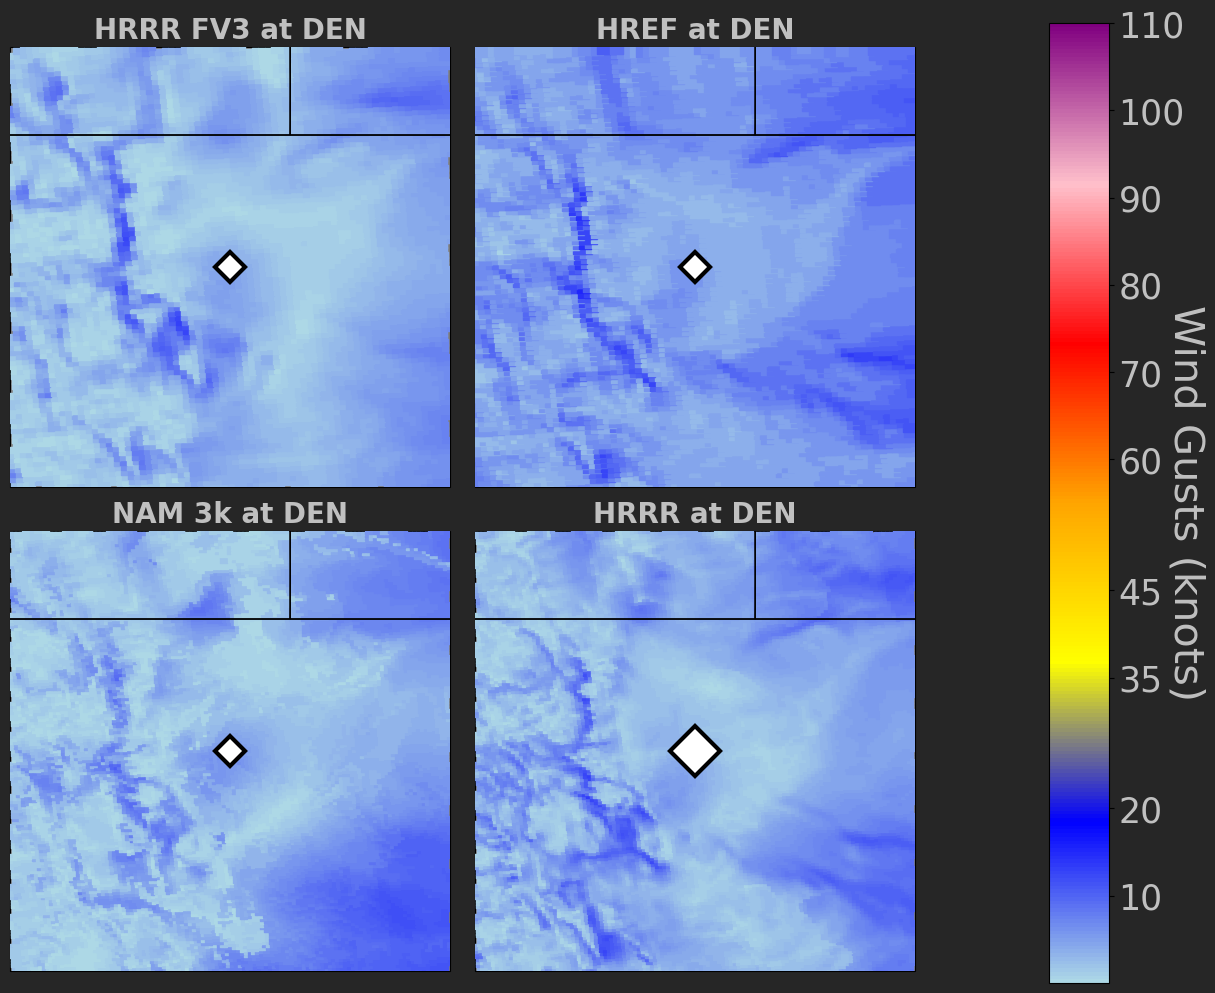 HRRR FV3 at DEN
HREF at DEN
NAM 3k at DEN
HRRR at DEN
110
100
90
80
70
60
45
35
20
10
Wind Gusts (knots)